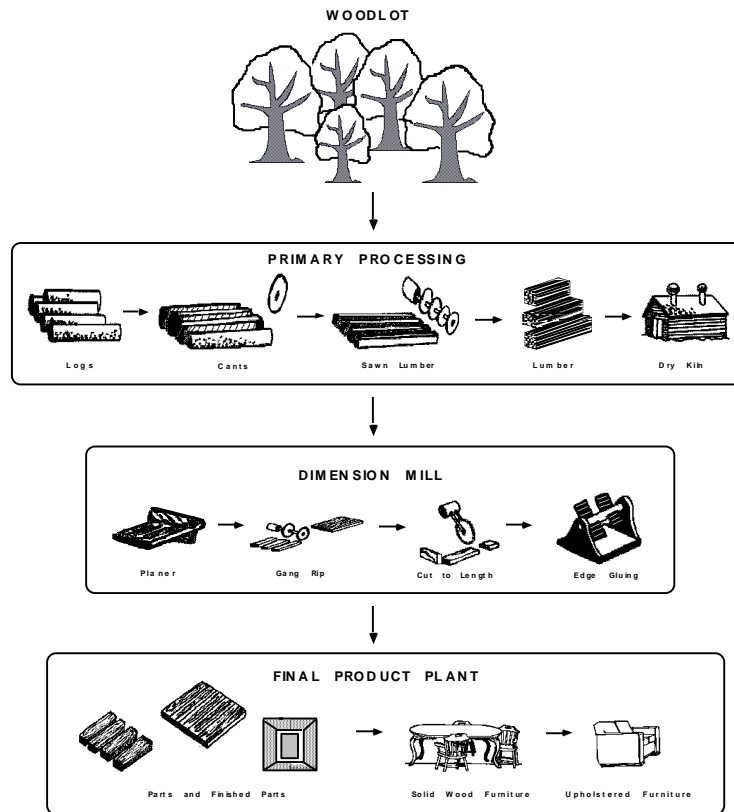 WOODLOT
PRIMARY PROCESSING
Logs
Cants
Sawn Lumber
Lumber
Dry Kiln
DIMENSION MILL
Planer
Gang Rip
Cut to Length
Edge Gluing
FINAL PRODUCT PLANT
Parts and Finished Parts
Solid Wood Furniture
Upholstered Furniture